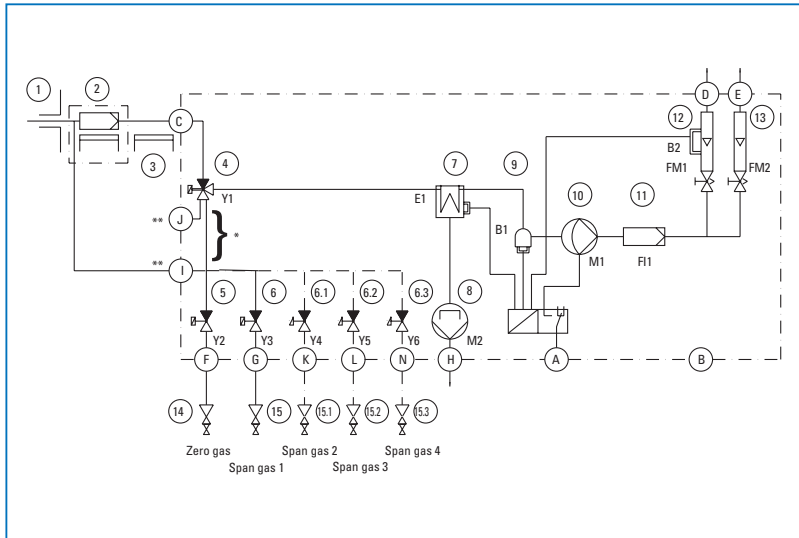 D E
1 2 12 13
C
3 4 7 9 B2
10 11 FM1 FM2
Y1 E1
B1
J
**
} *
M1 FI1
** I
5 6 6.1 6.2 6.3 8
Y2 Y3 Y4 Y5 Y6 M2
F G K L N H A B
14 15 15.1 15.2 15.3
Zero gas Span gas 2 Span gas 4
Span gas 1 Span gas 3